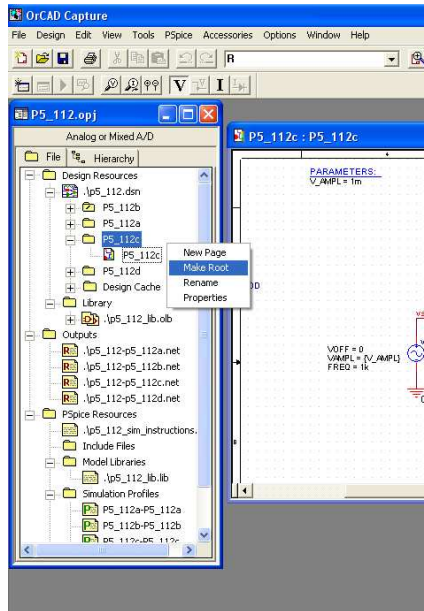 OrCAD Capture
File Design Edit View Tools PSpice Accessories Options Window Help
R
V I
P5_112.opj
Analog or Mixed A/D
File Hierarchy
Design Resources
.\p5_112.dsn
P5_112b
P5_112a
P5_112c
P5_112c
P5_112d
Design Cache
Library
.\p5_112_lib.olb
Outputs
.\p5_112-p5_112a.net
.\p5_112-p5_112b.net
.\p5_112-p5_112c.net
.\p5_112-p5_112d.net
PSpice Resources
.\p5_112_sim_instructions.
Include Files
Model Libraries
.\p5_112_lib.lib
Simulation Profiles
P5_112a-P5_112a
P5_112b-P5_112b
P5_112c-P5_112c
New Page
Make Root
Rename
Properties
P5_112c : P5_112c
PARAMETERS:
V_AMPL = 1m
VOFF = 0
VAMPL = {V_AMPL}
FREQ = 1k